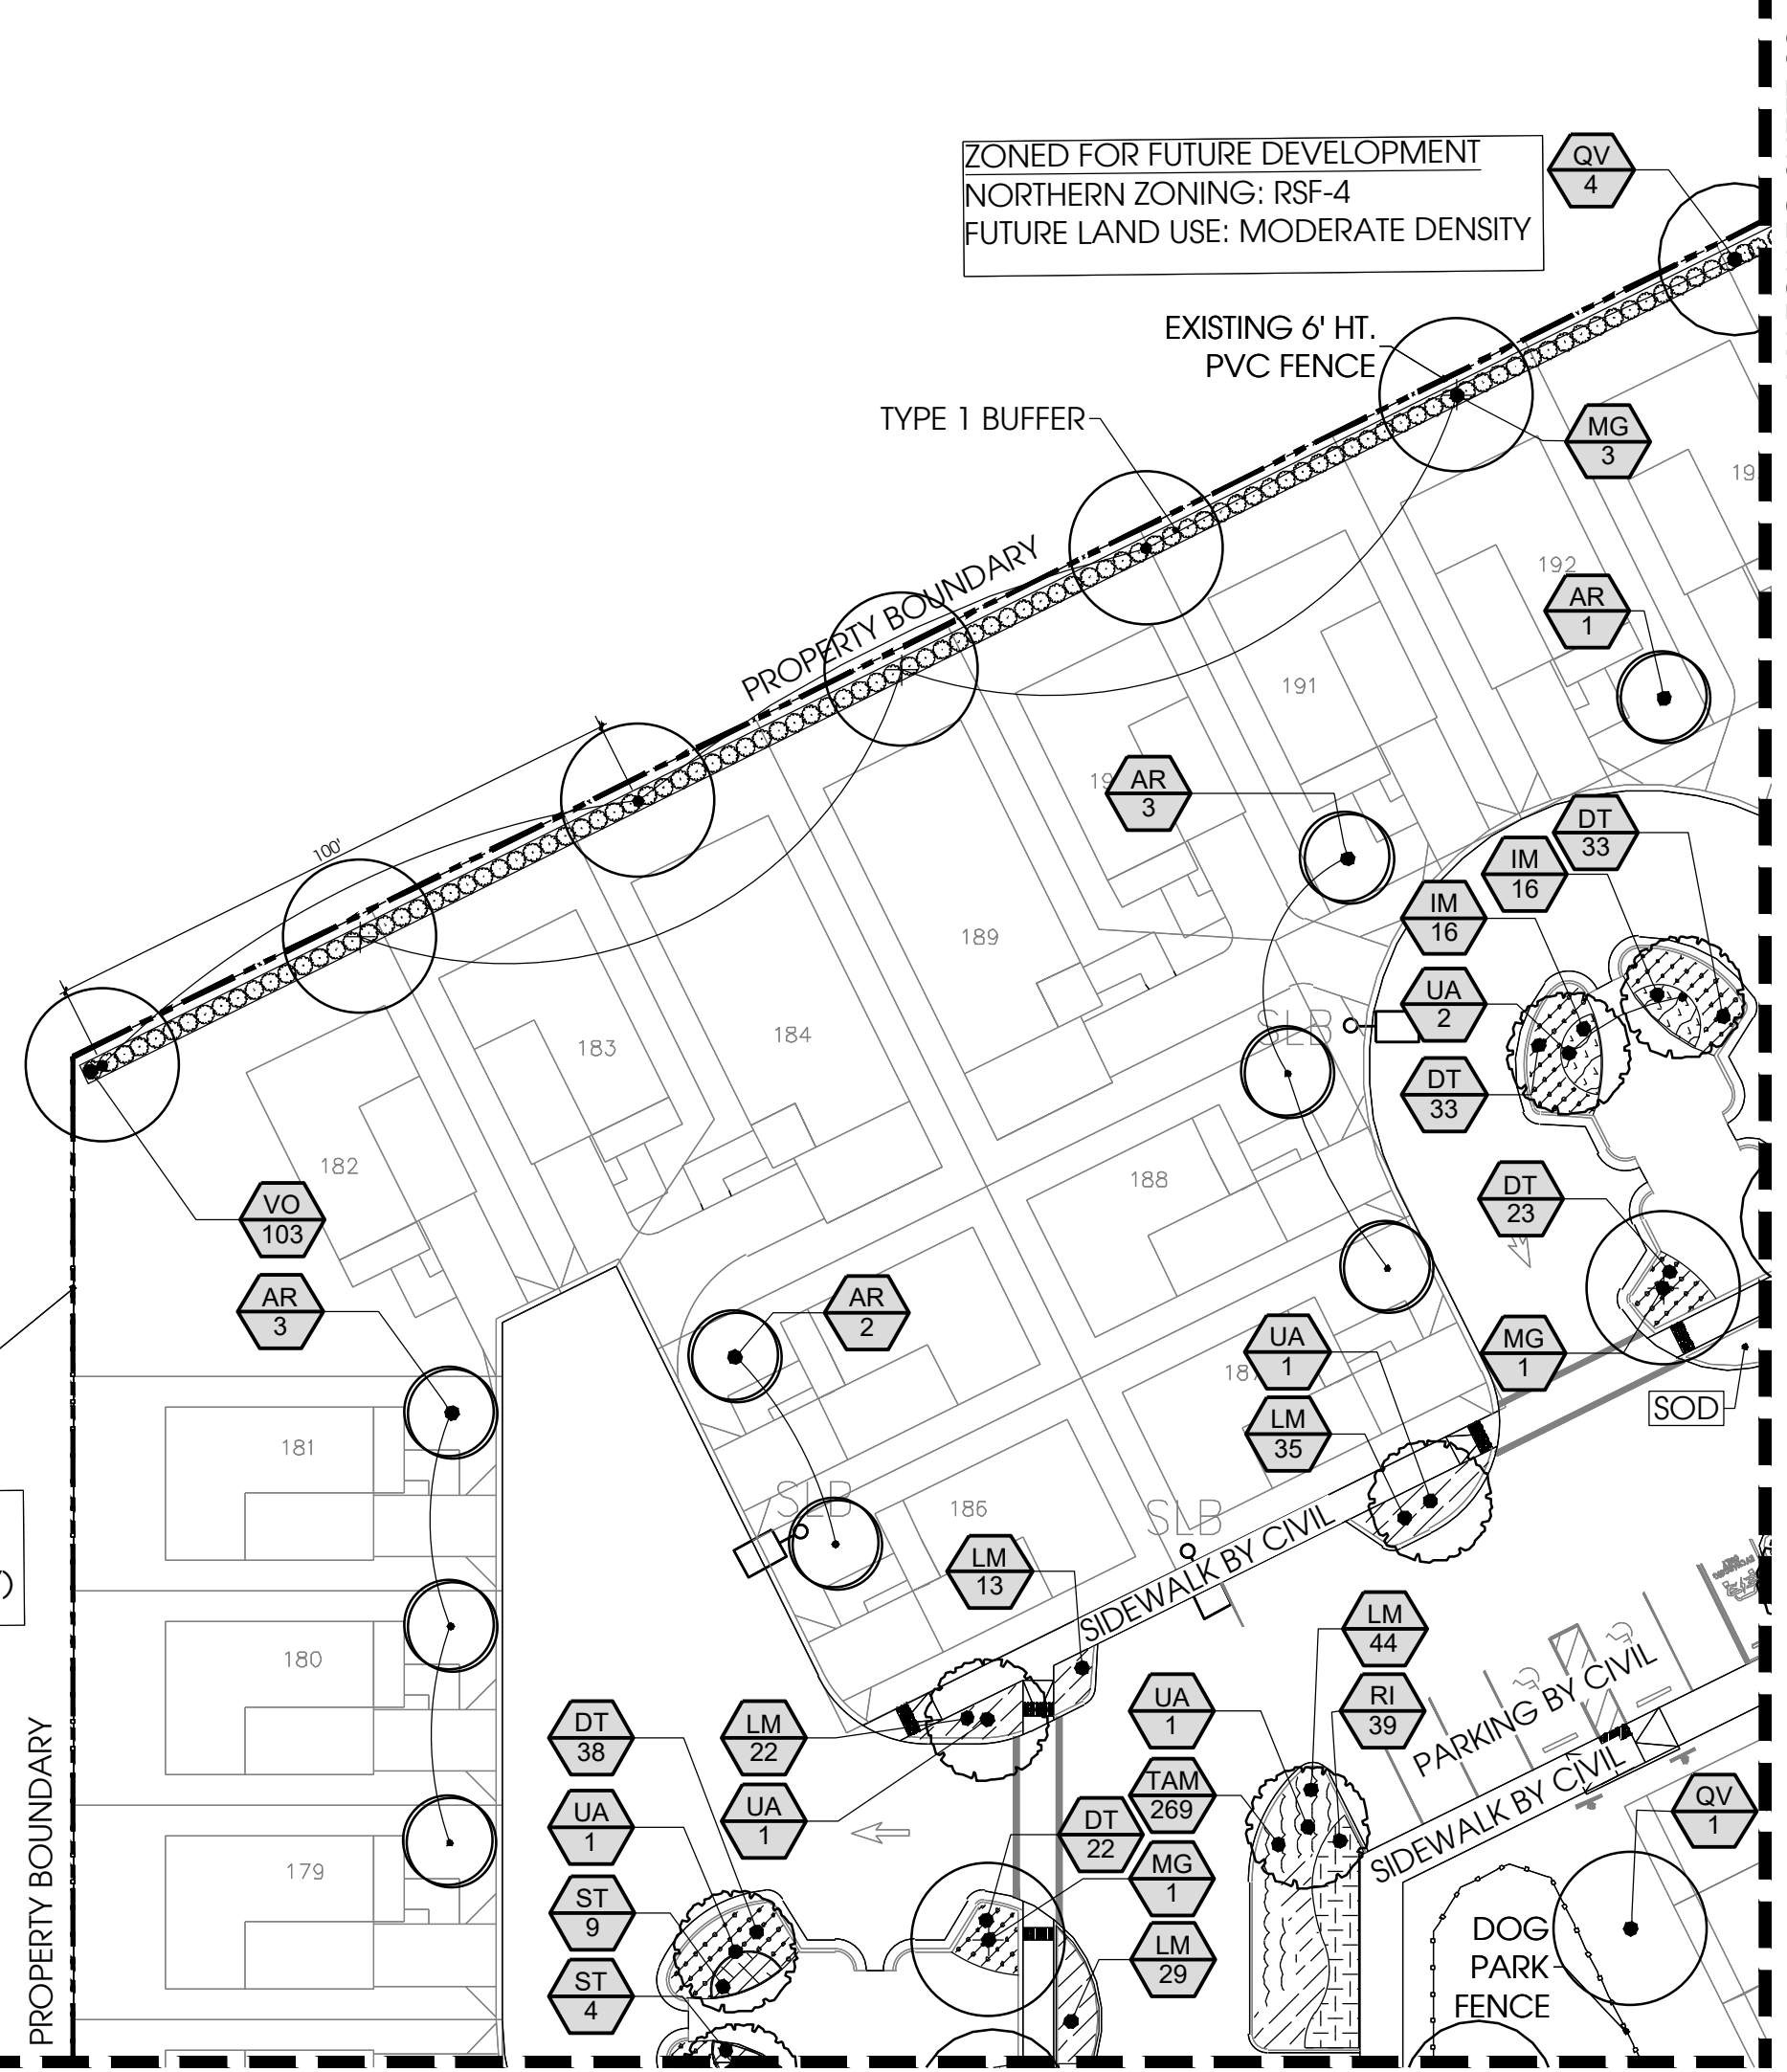 ZONED FOR FUTURE DEVELOPMENT
NORTHERN ZONING: RSF-4
FUTURE LAND USE: MODERATE DENSITY
QV
4
EXISTING 6' HT.
PVC FENCE
TYPE 1 BUFFER
MG
3
192
AR
1
PROPERTY BOUNDARY
191
AR
3
100'
DT
33
IM
16
IM
16
UA
2
DT
33
SLB
189
184
183
182
188
DT
23
VO
103
AR
3
AR
2
UA
1
MG
1
LM
35
SOD
181
SLB
186
SLB
LM
13
SIDEWALK BY CIVIL
LM
44
RI
39
PARKING BY CIVIL
180
DT
38
LM
22
UA
1
UA
1
UA
1
TAM
269
DT
22
MG
1
SIDEWALK BY CIVIL
QV
1
179
ST
9
ST
4
LM
29
DOG
PARK
FENCE
PROPERTY BOUNDARY